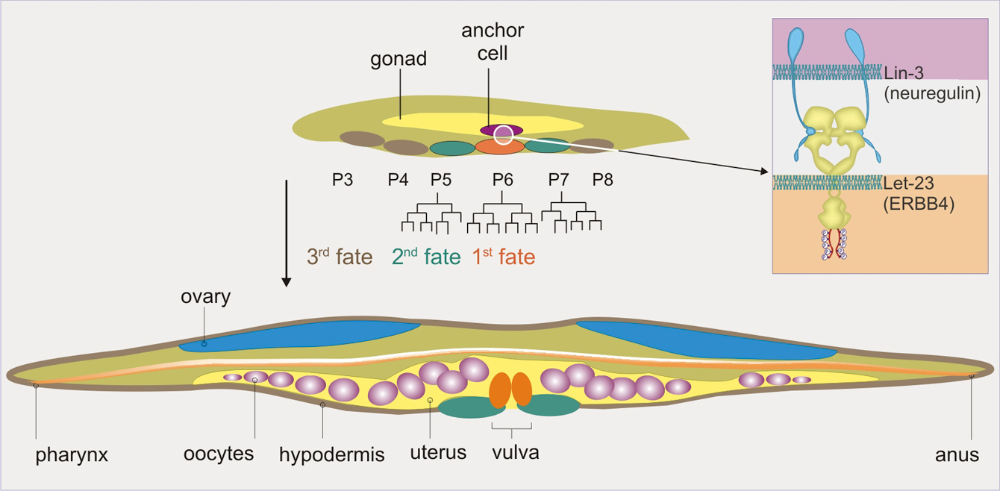 anchor
cell
gonad
Lin-3
(neuregulin)
Let-23
(ERBB4)
P P
P P
P P
P P
P P
P3 P4 P5 P6 P7 P8
3rd fate 2nd fate 1st fate
ovary
pharynx oocytes hypodermis uterus vulva anus